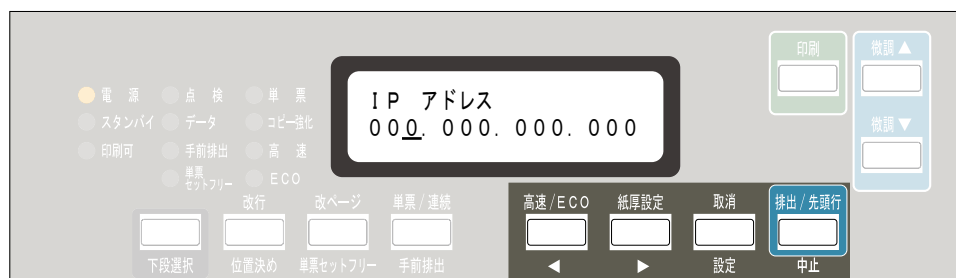 印刷
微調 ▲
微調 ▼
電 源
点 検
単 票
スタンバイ
データ
コピー強化
印刷可
手前排出
高 速
単票
セットフリー
ECO
IP アドレス
000. 000. 000. 000
改行
改ページ
単票/連続
高速/ECO
紙厚設定
取消
排出/先頭行
下段選択
位置決め
単票セットフリー
手前排出
◀
▶
設定
中止